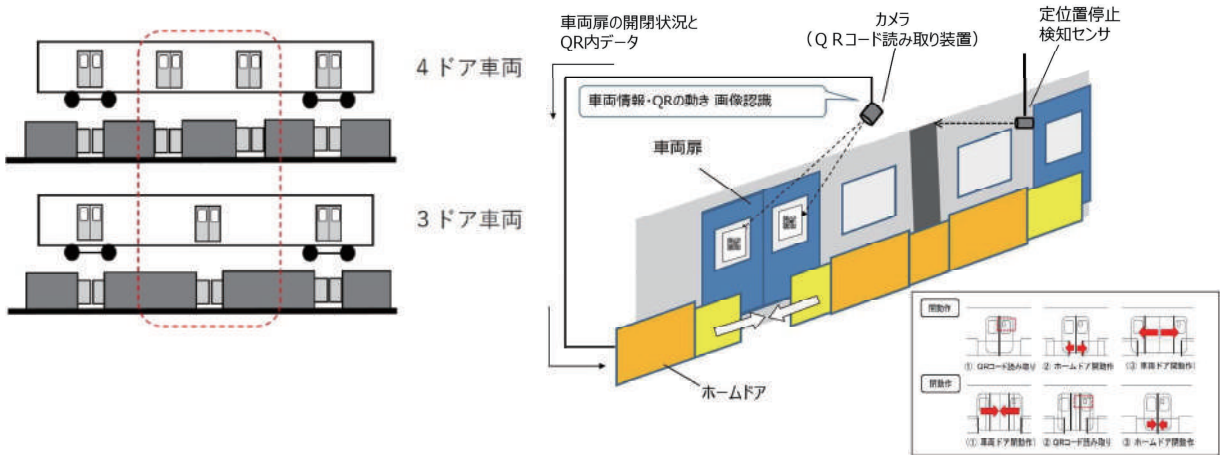 4ドア車両
3ドア車両
車両扉の開閉状況と
QR内データ
カメラ
(QRコード読み取り装置)
定位置停止
検知センサ
車両情報・QRの動き 画像認識
車両扉
ホームドア
開動作
① QRコード読み取り
② ホームドア開動作
(③ 車両ドア開動作)
閉動作
(① 車両ドア閉動作)
② QRコード読み取り
③ ホームドア閉動作